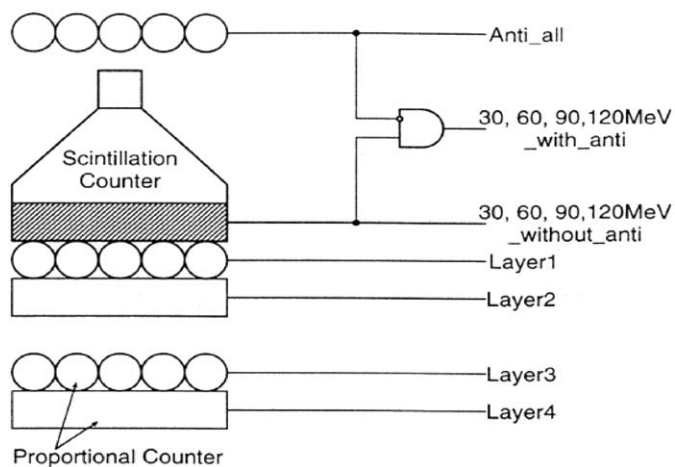 Anti_all
30, 60, 90,120MeV
_with_anti
Scintillation
Counter
30, 60, 90,120MeV
_without_anti
Layer1
Layer2
Layer3
Layer4
Proportional Counter